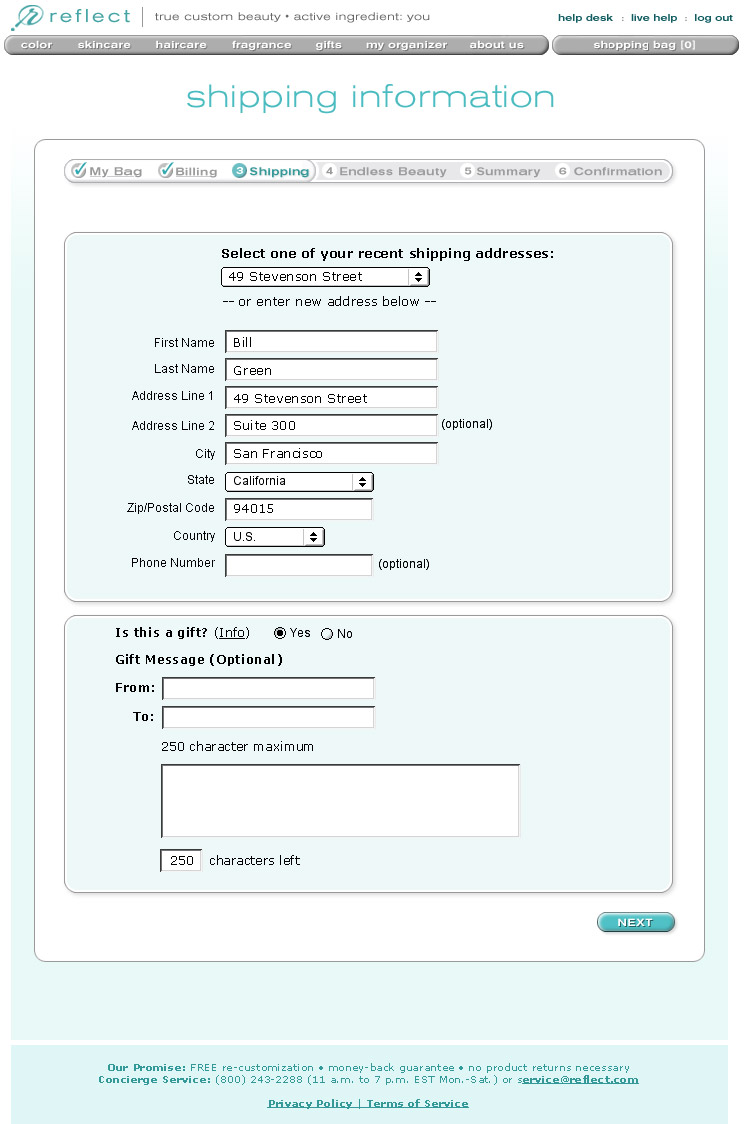 reflect true custom beauty • active ingredient: you
help desk : live help : log out
color skincare haircare fragrance gifts my organizer about us shopping bag [0]
shipping information
My Bag Billing 3 Shipping 4 Endless Beauty 5 Summary 6 Confirmation
Select one of your recent shipping addresses:
49 Stevenson Street
-- or enter new address below --
First Name Bill
Last Name Green
Address Line 1 49 Stevenson Street
Address Line 2 Suite 300 (optional)
City San Francisco
State California
Zip/Postal Code 94015
Country U.S.
Phone Number (optional)
Is this a gift? (Info) Yes No
Gift Message (Optional)
From:
To:
250 character maximum
250 characters left
NEXT
Our Promise: FREE re-customization • money-back guarantee • no product returns necessary
Concierge Service: (800) 243-2288 (11 a.m. to 7 p.m. EST Mon.-Sat.) or service@reflect.com
Privacy Policy | Terms of Service